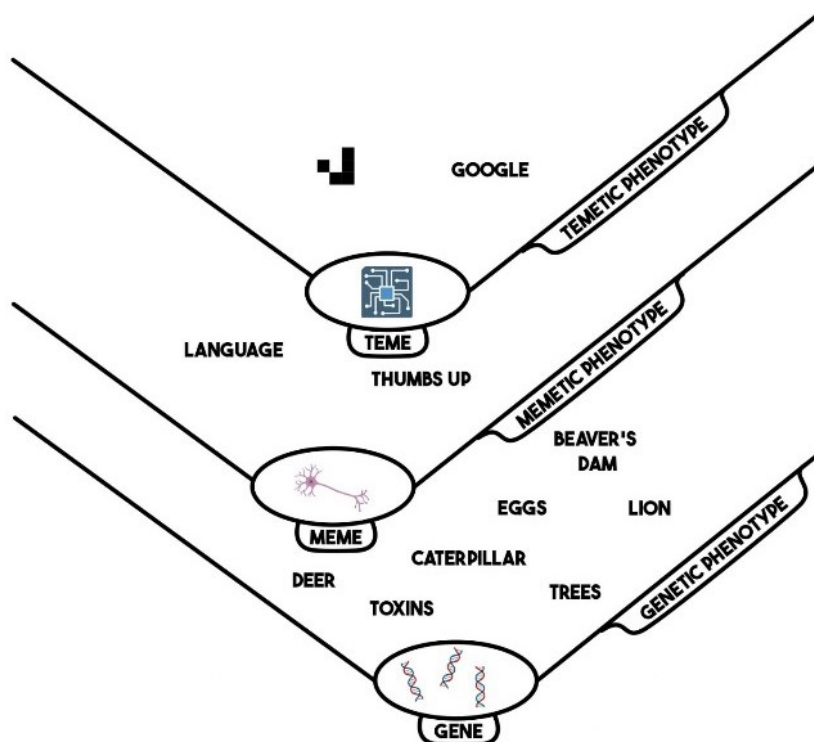 GOOGLE
TEMETIC PHENOTYPE
TEME
LANGUAGE
THUMBS UP
MEMETIC PHENOTYPE
BEAVER'S
DAM
EGGS
LION
MEME
CATERPILLAR
DEER
TREES
TOXINS
GENETIC PHENOTYPE
GENE